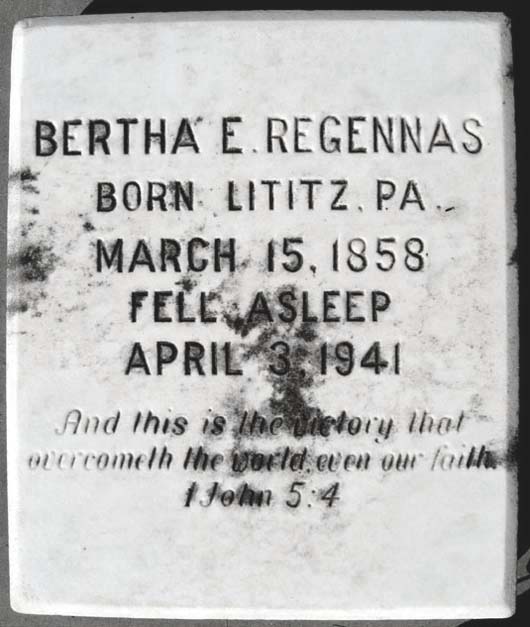 BERTHA E. REGENNAS
BORN LITITZ, PA.
MARCH 15, 1858
FELL ASLEEP
APRIL 3, 1941
And this is the victory that
overcometh the world, even our faith.
1 John 5:4